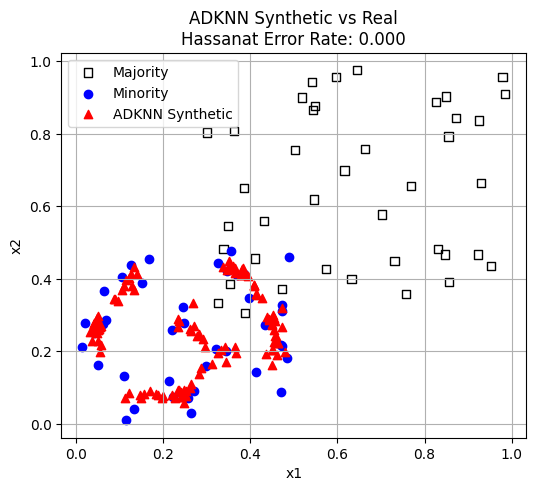 ADKNN Synthetic vs Real
Hassanat Error Rate: 0.000
Majority
Minority
ADKNN Synthetic
1.0
0.8
0.6
0.4
0.2
0.0
x2
0.0 0.2 0.4 0.6 0.8 1.0
x1